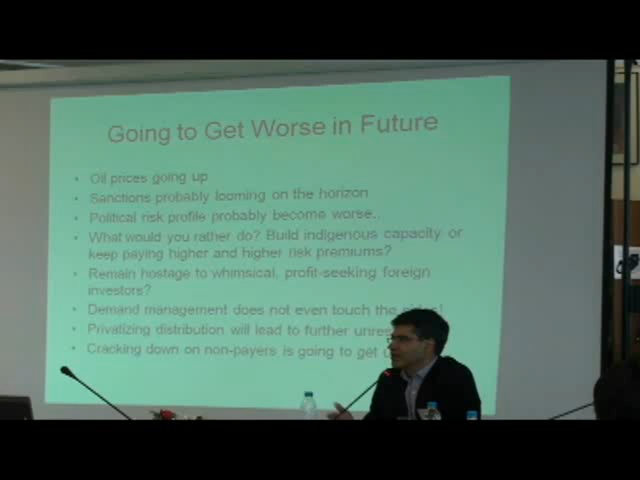 Going to Get Worse in Future
• Oil prices going up
• Sanctions probably looming on the horizon
• Political risk profile probably become worse..
• What would you rather do? Build indigenous capacity or
keep paying higher and higher risk premiums?
• Remain hostage to whimsical, profit-seeking foreign
investors?
• Demand management does not even touch the sides!
• Privatizing distribution will lead to further
• Cracking down on non-payers is going to get